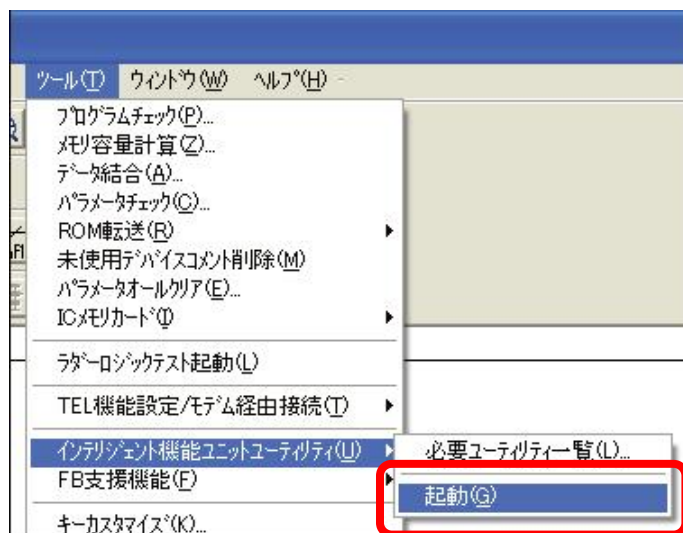 ツール(T) ウィンドウ(W) ヘルプ(H)
プログラムチェック(P)...
メモリ容量計算(Z)...
データ結合(A)...
パラメータチェック(C)...
ROM転送(R)
未使用デバイスコメント削除(M)
パラメータオールクリア(E)...
ICメモリカード(I)
ラダーロジックテスト起動(L)
TEL機能設定/モデム経由接続(T)
インテリジェント機能ユニットユーティリティ(U)
必要ユーティリティ一覧(L)...
FB支援機能(F)
起動(G)
キーカスタマイズ(K)...